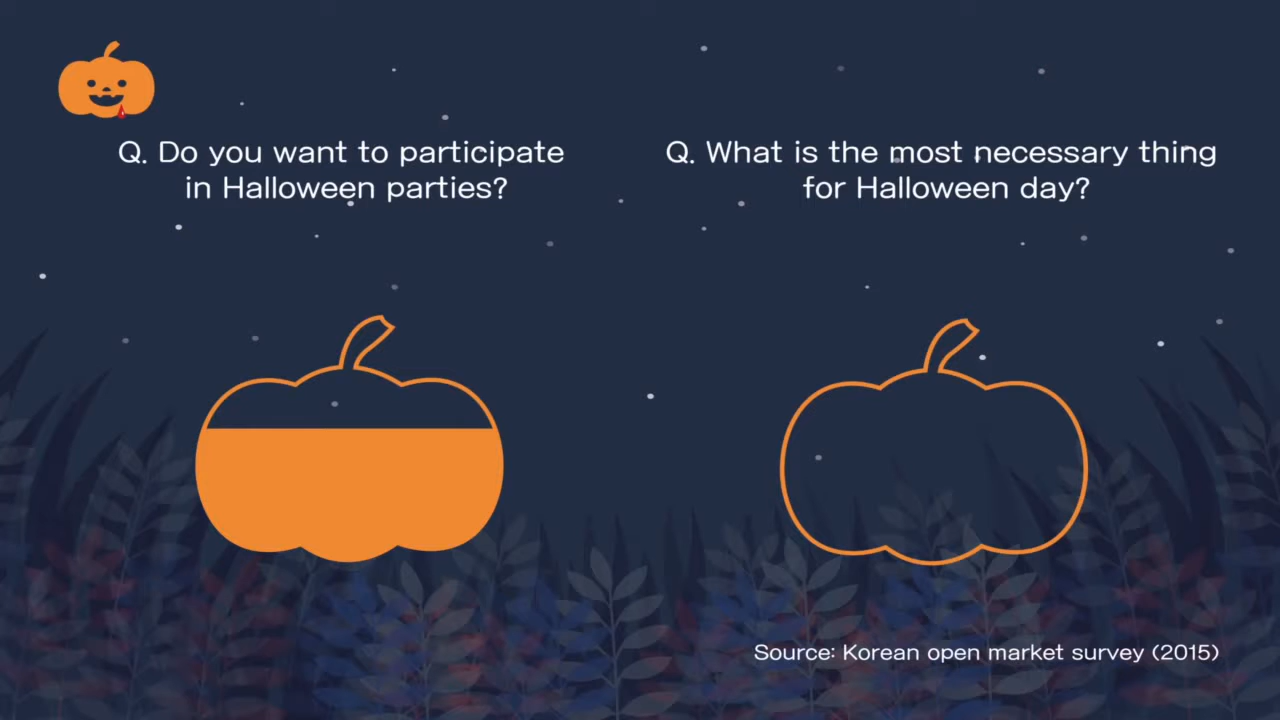 Q. Do you want to participate
in Halloween parties?
Q. What is the most necessary thing
for Halloween day?
Source: Korean open market survey (2015)